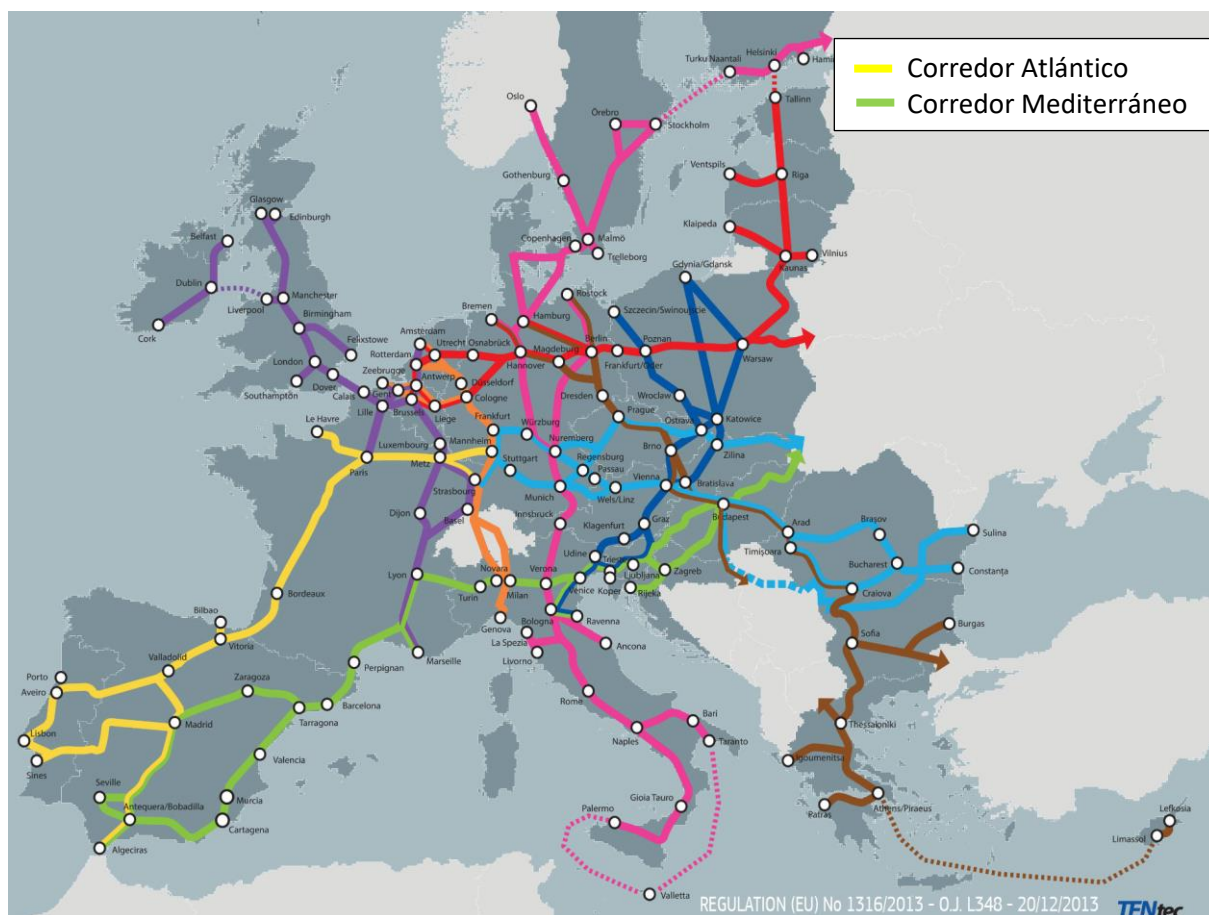 Corredor Atlántico
Corredor Mediterráneo
Helsinki
Turku Naantali
Hami
Oslo
Örebro
Stockholm
Tallinn
Ventspils
Riga
Gothenburg
Glasgow
Edinburgh
Klaipeda
Belfast
Copenhagen
Malmö
Trelleborg
Kaunas
Vilnius
Gdynia/Gdansk
Dublin
Liverpool
Manchester
Rostock
Cork
Birmingham
Bremen
Hamburg
Szczecin/Swinoujscie
Felixstowe
Amsterdam
Utrecht
Osnabrück
Magdeburg
Berlin
Poznan
Warsaw
London
Rotterdam
Hannover
Frankfurt/Oder
Zeebrugge
Antwerp
Düsseldorf
Southampton
Dover
Calais
Gent
Cologne
Dresden
Wrocław
Lille
Brussels
Liège
Prague
Ostrava
Katowice
Le Havre
Frankfurt
Würzburg
Luxembourg
Mannheim
Nuremberg
Brno
Zilina
Paris
Metz
Stuttgart
Regensburg
Passau
Strasbourg
Munich
Wels/Linz
Vienna
Bratislava
Dijon
Basel
Innsbruck
Klagenfurt
Graz
Budapest
Arad
Braşov
Sulina
Timişoara
Udine
Trieste
Bucharest
Constanţa
Lyon
Novara
Verona
Ljubljana
Zagreb
Turin
Milan
Venice
Koper
Rijeka
Craiova
Bordeaux
Genova
Bologna
Ravenna
Bilbao
La Spezia
Burgas
Vitoria
Livorno
Ancona
Sofia
Marseille
Valladolid
Perpignan
Porto
Aveiro
Zaragoza
Rome
Barcelona
Tarragona
Madrid
Bari
Thessaloniki
Lisbon
Naples
Taranto
Valencia
Sines
Igoumenitsa
Seville
Murcia
Antequera/Bobadilla
Gioia Tauro
Athens/Piraeus
Lefkosia
Palermo
Patras
Cartagena
Limassol
Algeciras
Valletta
REGULATION (EU) No 1316/2013 - O.J. L348 - 20/12/2013
TENtec